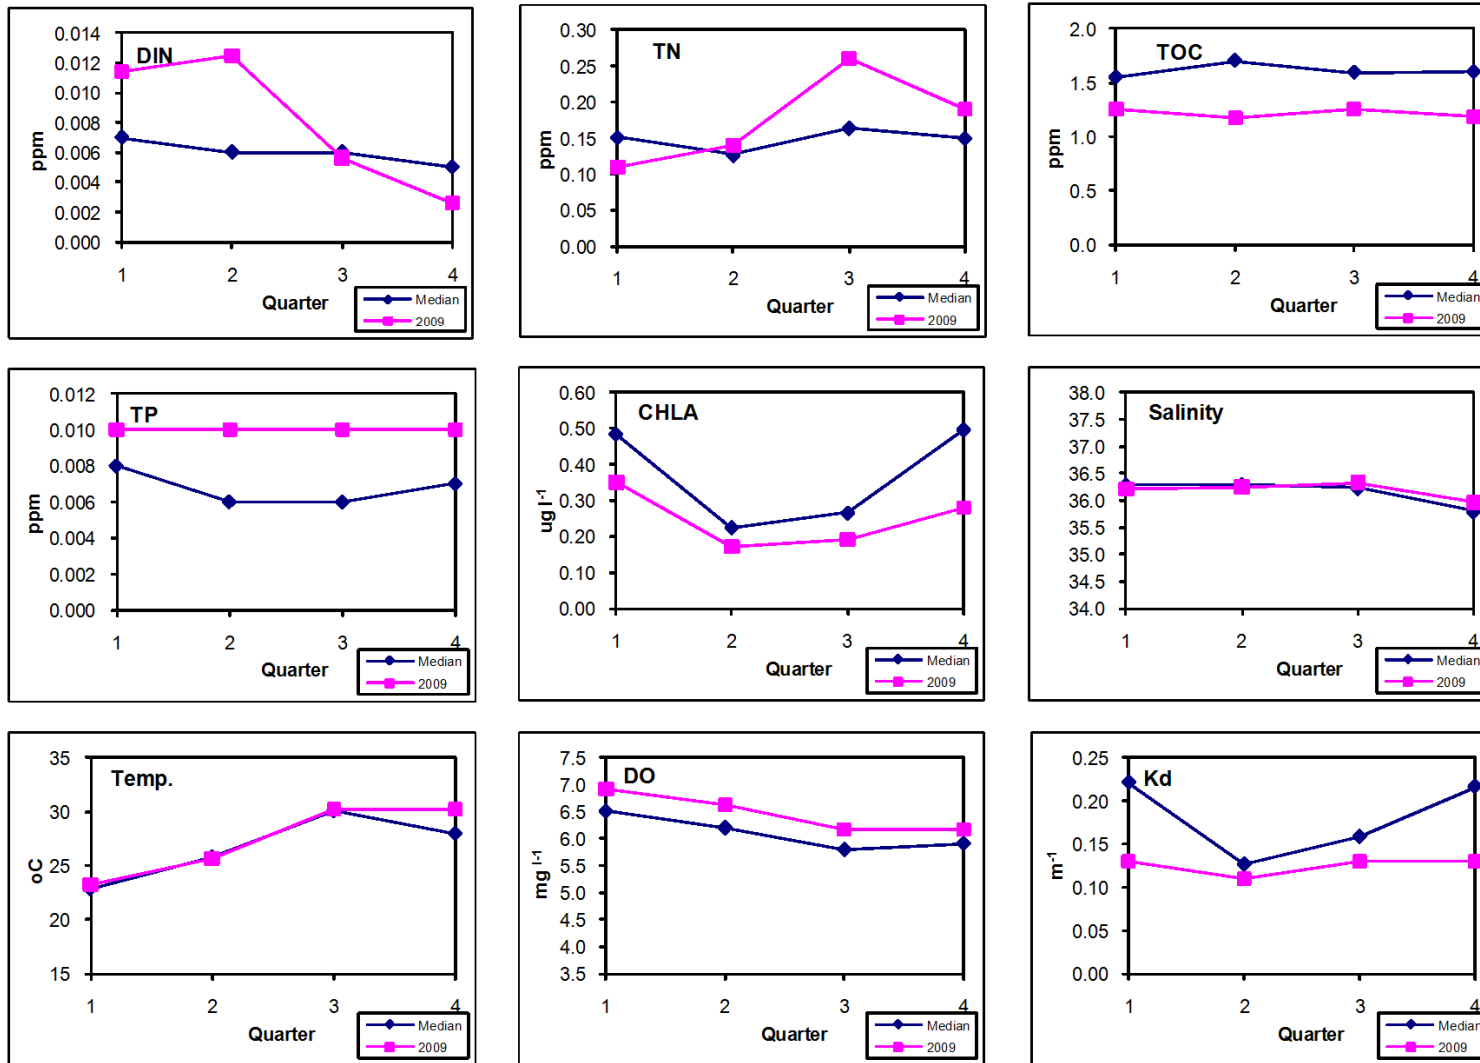 DIN
ppm
0.014
0.012
0.010
0.008
0.006
0.004
0.002
0.000
1 2 3 4
Quarter
Median
2009
TN
ppm
0.30
0.25
0.20
0.15
0.10
0.05
0.00
1 2 3 4
Quarter
Median
2009
TOC
ppm
2.0
1.5
1.0
0.5
0.0
1 2 3 4
Quarter
Median
2009
TP
ppm
0.012
0.010
0.008
0.006
0.004
0.002
0.000
1 2 3 4
Quarter
Median
2009
CHLA
ug l-1
0.60
0.50
0.40
0.30
0.20
0.10
0.00
1 2 3 4
Quarter
Median
2009
Salinity
38.0
37.5
37.0
36.5
36.0
35.5
35.0
34.5
34.0
1 2 3 4
Quarter
Median
2009
Temp.
oC
35
30
25
20
15
1 2 3 4
Quarter
Median
2009
DO
mg l-1
7.5
7.0
6.5
6.0
5.5
5.0
4.5
4.0
3.5
1 2 3 4
Quarter
Median
2009
Kd
m-1
0.25
0.20
0.15
0.10
0.05
0.00
1 2 3 4
Quarter
Median
2009